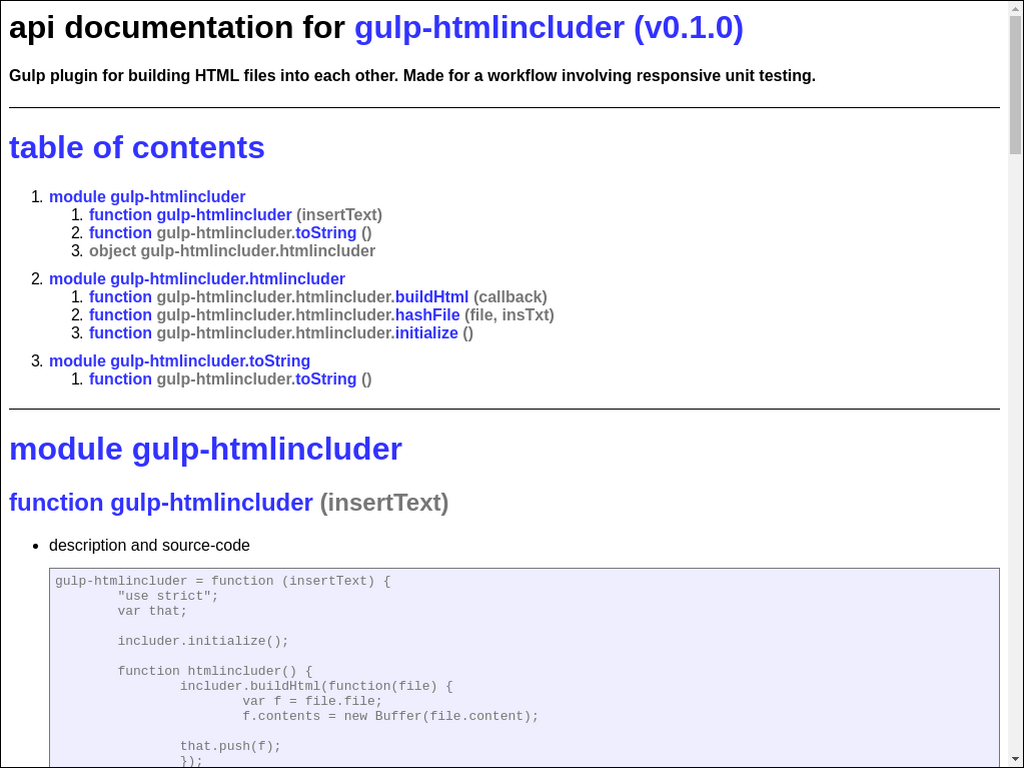 api documentation for gulp-htmlincluder (v0.1.0)
Gulp plugin for building HTML files into each other. Made for a workflow involving responsive unit testing.
table of contents
1. module gulp-htmlincluder
1. function gulp-htmlincluder (insertText)
2. function gulp-htmlincluder.toString ()
3. object gulp-htmlincluder.htmlincluder
2. module gulp-htmlincluder.htmlincluder
1. function gulp-htmlincluder.htmlincluder.buildHtml (callback)
2. function gulp-htmlincluder.htmlincluder.hashFile (file, insTxt)
3. function gulp-htmlincluder.htmlincluder.initialize ()
3. module gulp-htmlincluder.toString
1. function gulp-htmlincluder.toString ()
module gulp-htmlincluder
function gulp-htmlincluder (insertText)
• description and source-code
gulp-htmlincluder = function (insertText) {
"use strict";
var that;
includer.initialize();
function htmlincluder() {
includer.buildHtml(function(file) {
var f = file.file;
f.contents = new Buffer(file.content);
that.push(f);
});